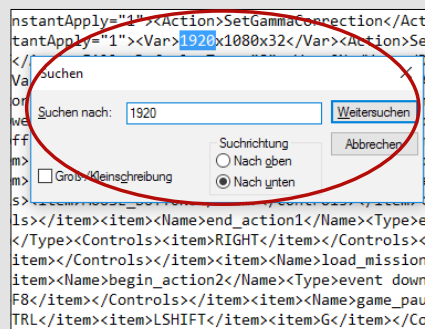 nstantApply="1"><Action>SetGammaCorrection</Act
tantApply="1"><Var>1920x1080x32</Var><Action>Se
Suchen
Suchen nach:
1920
Weitersuchen
Suchrichtung
Abbrechen
Nach oben
Groß-/Kleinschreibung
Nach unten
ls></item><item><Name>end_action1</Name><Type>e
</Type><Controls><item>RIGHT</item></Controls><
item></Controls></item><item><Name>load_mission
item><Name>begin_action2</Name><Type>event down
F8</item></Controls></item><item><Name>game_pau
TRL</item><item>LSHIFT</item><item>G</item></Co